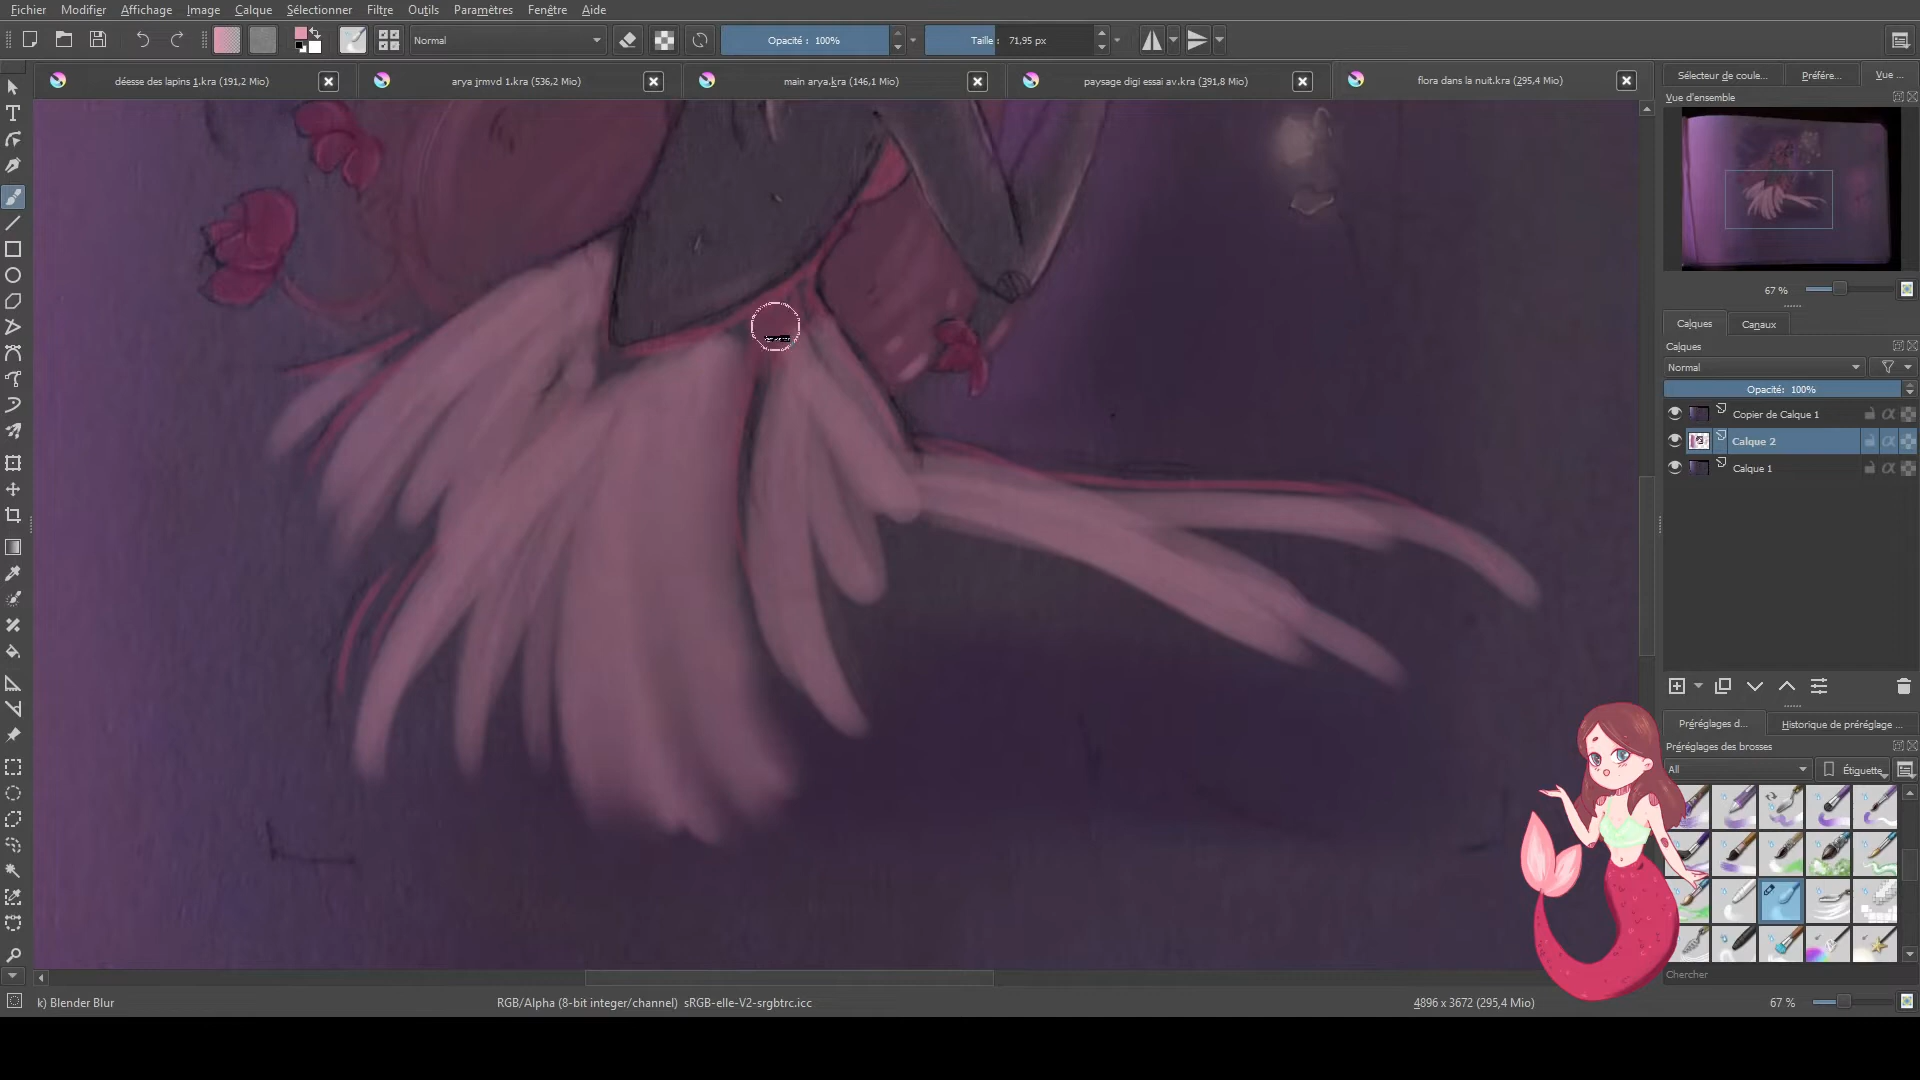 Fichier Modifier Affichage Image Calque Sélectionner Filtre Outils Paramètres Fenêtre Aide
Normal Opacité : 100% Taille : 71,95 px
déesse des lapins 1.kra (191,2 Mio) arya jrmvd 1.kra (536,2 Mio) main arya.kra (146,1 Mio) paysage digi essai av.kra (391,8 Mio) flora dans la nuit.kra (295,4 Mio)
Sélecteur de coule... Préfére... Vue ...
Vue d'ensemble
67 %
Calques Canaux
Calques
Normal
Opacité: 100%
Copier de Calque 1
Calque 2
Calque 1
Préréglages d... Historique de préréglage ...
Préréglages des brosses
All Étiquette
Chercher
k) Blender Blur RGB/Alpha (8-bit integer/channel) sRGB-elle-V2-srgbtrc.icc 4896 x 3672 (295,4 Mio) 67 %